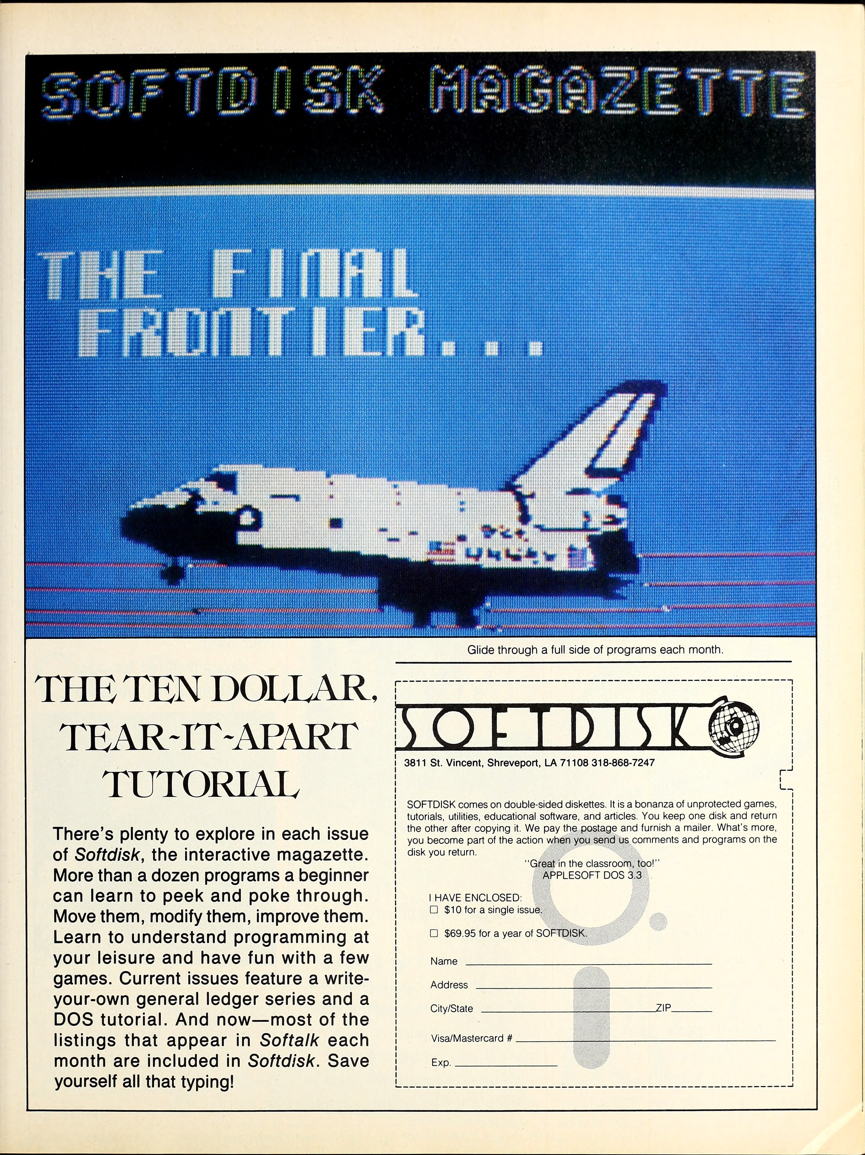 SOFTDISK MAGAZETTE
THE FINAL
FRONTIER...
Glide through a full side of programs each month.
THE TEN DOLLAR,
TEAR-IT-APART
TUTORIAL
There's plenty to explore in each issue
of Softdisk, the interactive magazette.
More than a dozen programs a beginner
can learn to peek and poke through.
Move them, modify them, improve them.
Learn to understand programming at
your leisure and have fun with a few
games. Current issues feature a write-
your-own general ledger series and a
DOS tutorial. And now—most of the
listings that appear in Softalk each
month are included in Softdisk. Save
yourself all that typing!
SOFTDISK
3811 St. Vincent, Shreveport, LA 71108 318-868-7247
SOFTDISK comes on double-sided diskettes. It is a bonanza of unprotected games,
tutorials, utilities, educational software, and articles. You keep one disk and return
the other after copying it. We pay the postage and furnish a mailer. What's more,
you become part of the action when you send us comments and programs on the
disk you return.
"Great in the classroom, too!"
APPLESOFT DOS 3.3
I HAVE ENCLOSED:
☐ $10 for a single issue.
☐ $69.95 for a year of SOFTDISK.
Name
Address
City/State ZIP
Visa/Mastercard #
Exp.